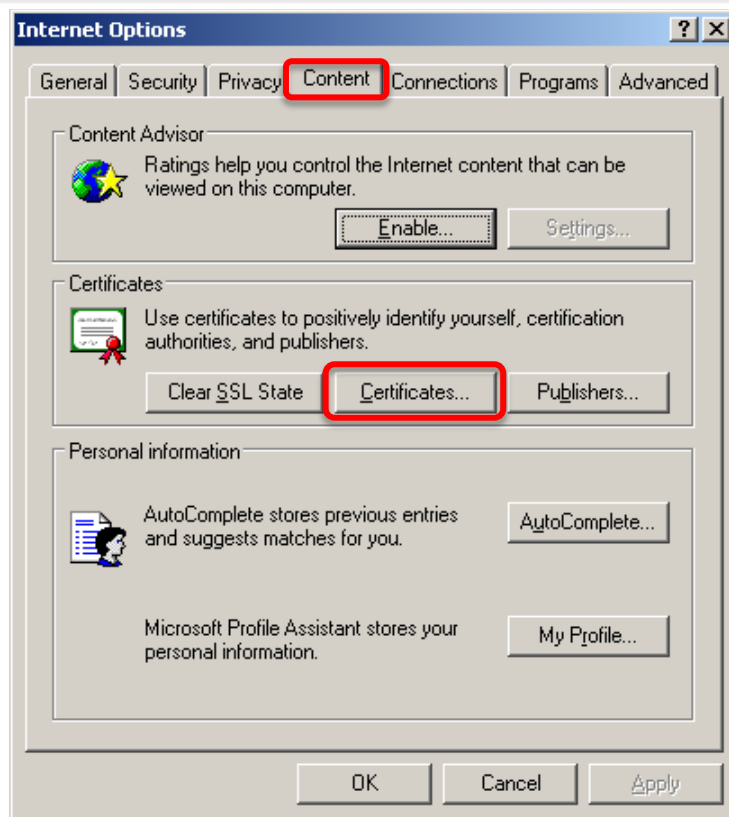 Internet Options
General Security Privacy Content Connections Programs Advanced
Content Advisor
Ratings help you control the Internet content that can be
viewed on this computer.
Enable... Settings...
Certificates
Use certificates to positively identify yourself, certification
authorities, and publishers.
Clear SSL State Certificates... Publishers...
Personal information
AutoComplete stores previous entries
and suggests matches for you.
AutoComplete...
Microsoft Profile Assistant stores your
personal information.
My Profile...
OK Cancel Apply